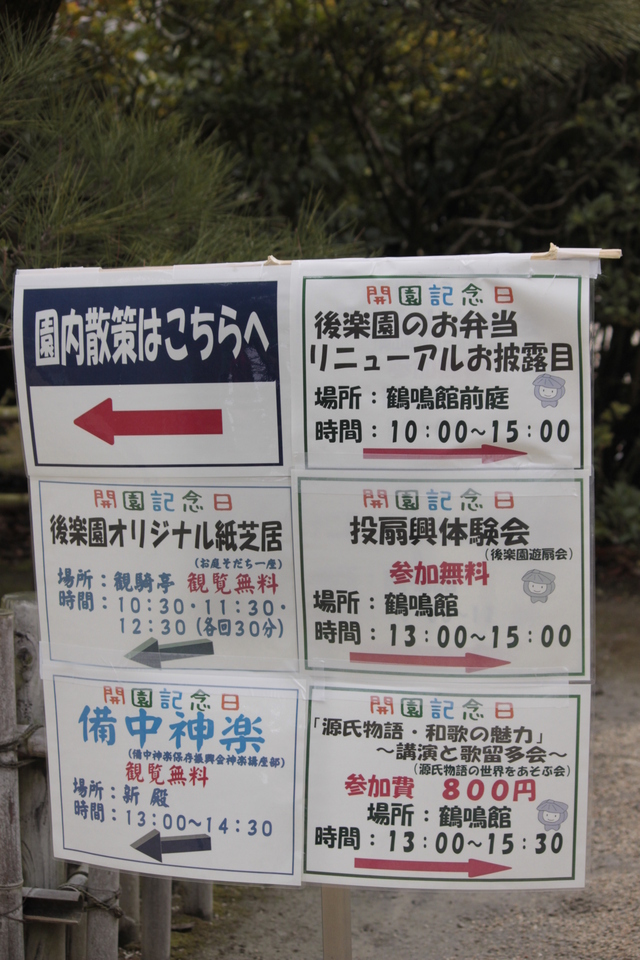 園内散策はこちらへ
開園記念日
後楽園のお弁当
リニューアルお披露目
場所：鶴鳴館前庭
時間：10：00～15：00
開園記念日
後楽園オリジナル紙芝居
(お庭そだち一座)
場所：観騎亭 観覧無料
時間：10:30・11:30・
12:30(各回30分)
開園記念日
投扇興体験会
(後楽園遊扇会)
参加無料
場所：鶴鳴館
時間：13：00～15：00
開園記念日
備中神楽
(備中神楽保存振興会神楽講座部)
観覧無料
場所：新殿
時間：13:00～14:30
開園記念日
「源氏物語・和歌の魅力」
～講演と歌留多会～
(源氏物語の世界をあそぶ会)
参加費 800円
場所：鶴鳴館
時間：13：00～15:30